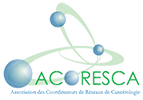 ACORESCA
Association des Coordinateurs de Réseaux de Cancérologie